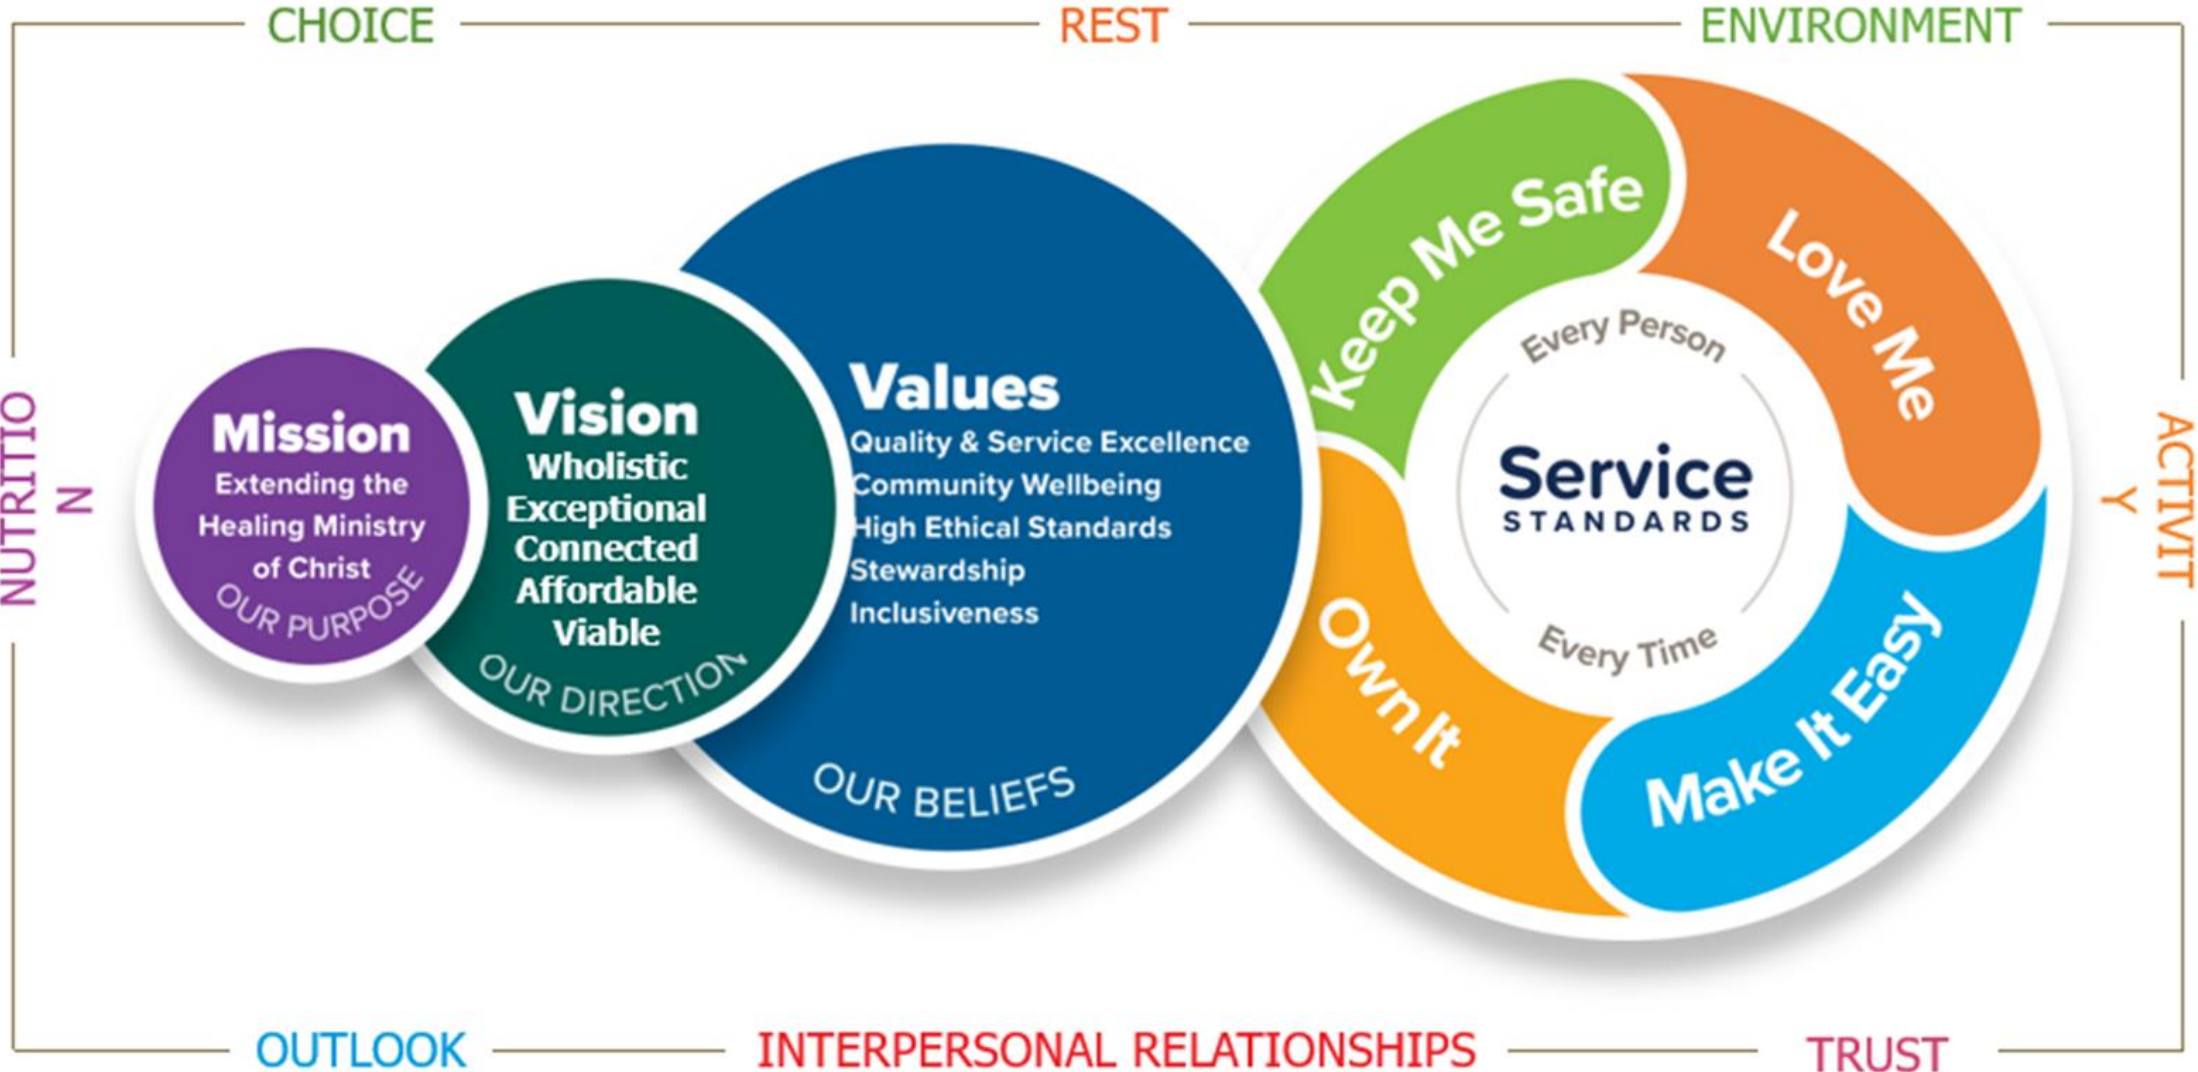 CHOICE
REST
ENVIRONMENT
NUTRITIO
N
Mission
Extending the
Healing Ministry
of Christ
OUR PURPOSE
Vision
Wholistic
Exceptional
Connected
Affordable
Viable
OUR DIRECTION
Values
Quality & Service Excellence
Community Wellbeing
High Ethical Standards
Stewardship
Inclusiveness
OUR BELIEFS
Keep Me Safe
Love Me
Every Person
Service
STANDARDS
Every Time
Own It
Make It Easy
ACTIVIT
Y
OUTLOOK
INTERPERSONAL RELATIONSHIPS
TRUST